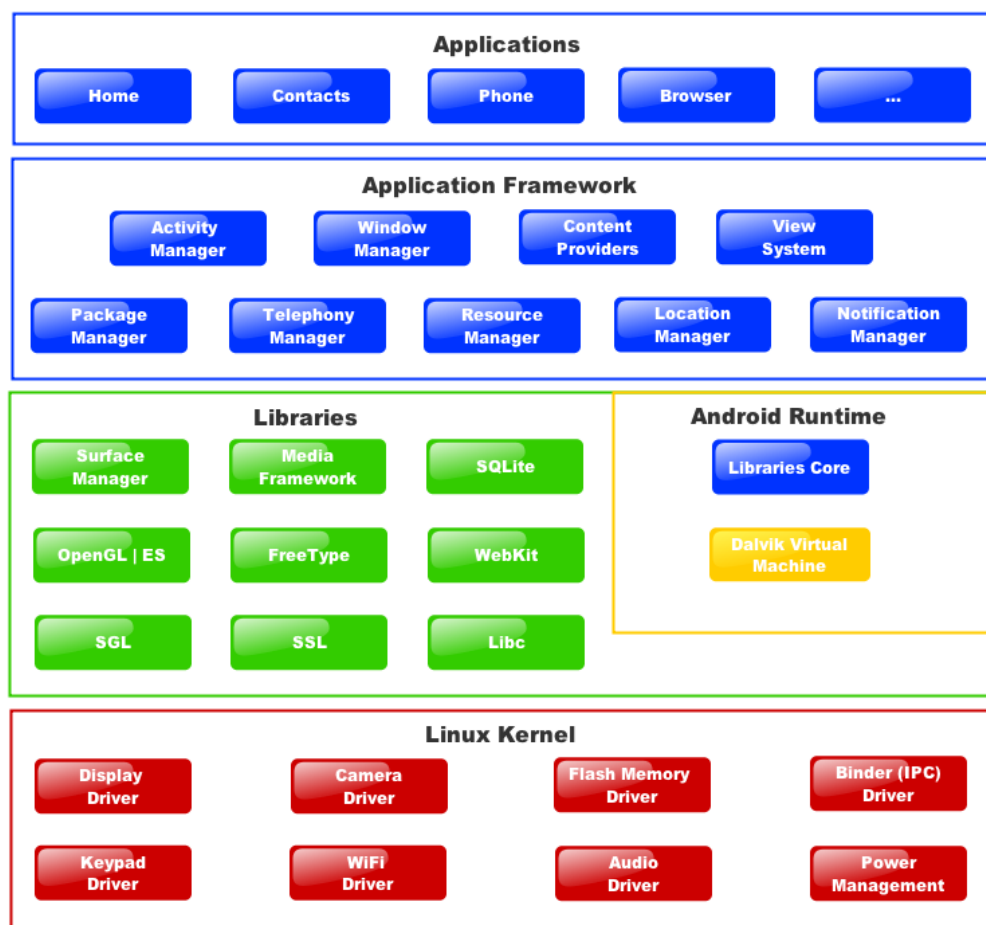 Applications
Home
Contacts
Phone
Browser
...
Application Framework
Activity
Manager
Window
Manager
Content
Providers
View
System
Package
Manager
Telephony
Manager
Resource
Manager
Location
Manager
Notification
Manager
Libraries
Surface
Manager
Media
Framework
SQLite
OpenGL | ES
FreeType
WebKit
SGL
SSL
Libc
Android Runtime
Libraries Core
Dalvik Virtual
Machine
Linux Kernel
Display
Driver
Camera
Driver
Flash Memory
Driver
Binder (IPC)
Driver
Keypad
Driver
WiFi
Driver
Audio
Driver
Power
Management